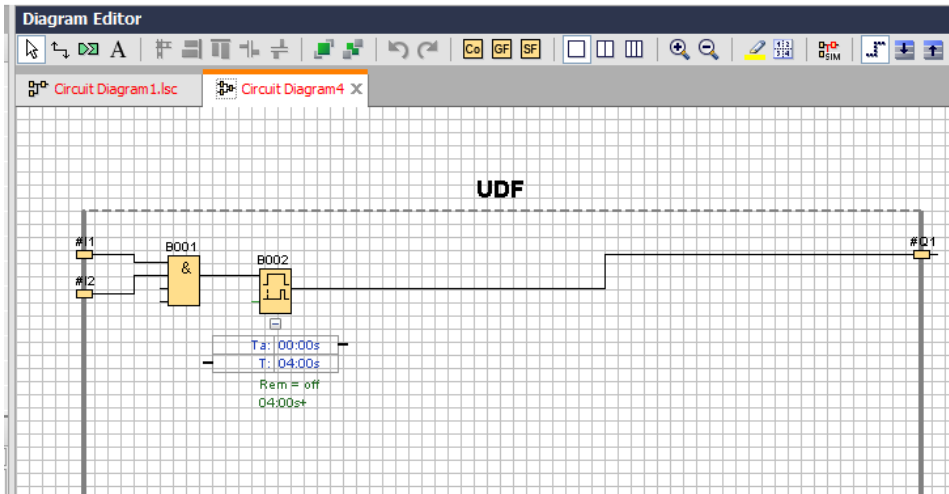 Diagram Editor
A Co GF SF SIM
Circuit Diagram1.lsc Circuit Diagram4
UDF
#I1 B001 #Q1
& B002
#I2
Ta: 00:00s
T: 04:00s
Rem = off
04:00s+